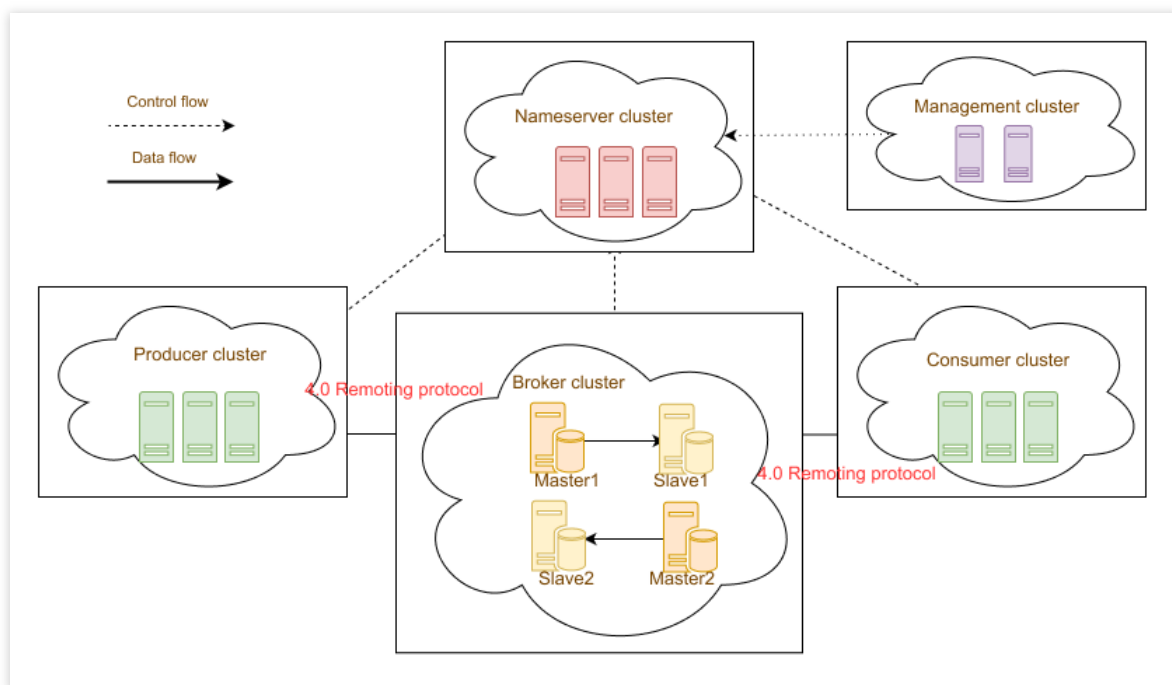 Control flow
Data flow
Nameserver cluster
Management cluster
Producer cluster
4.0 Remoting protocol
Broker cluster
Master1
Slave1
Slave2
Master2
Consumer cluster
4.0 Remoting protocol